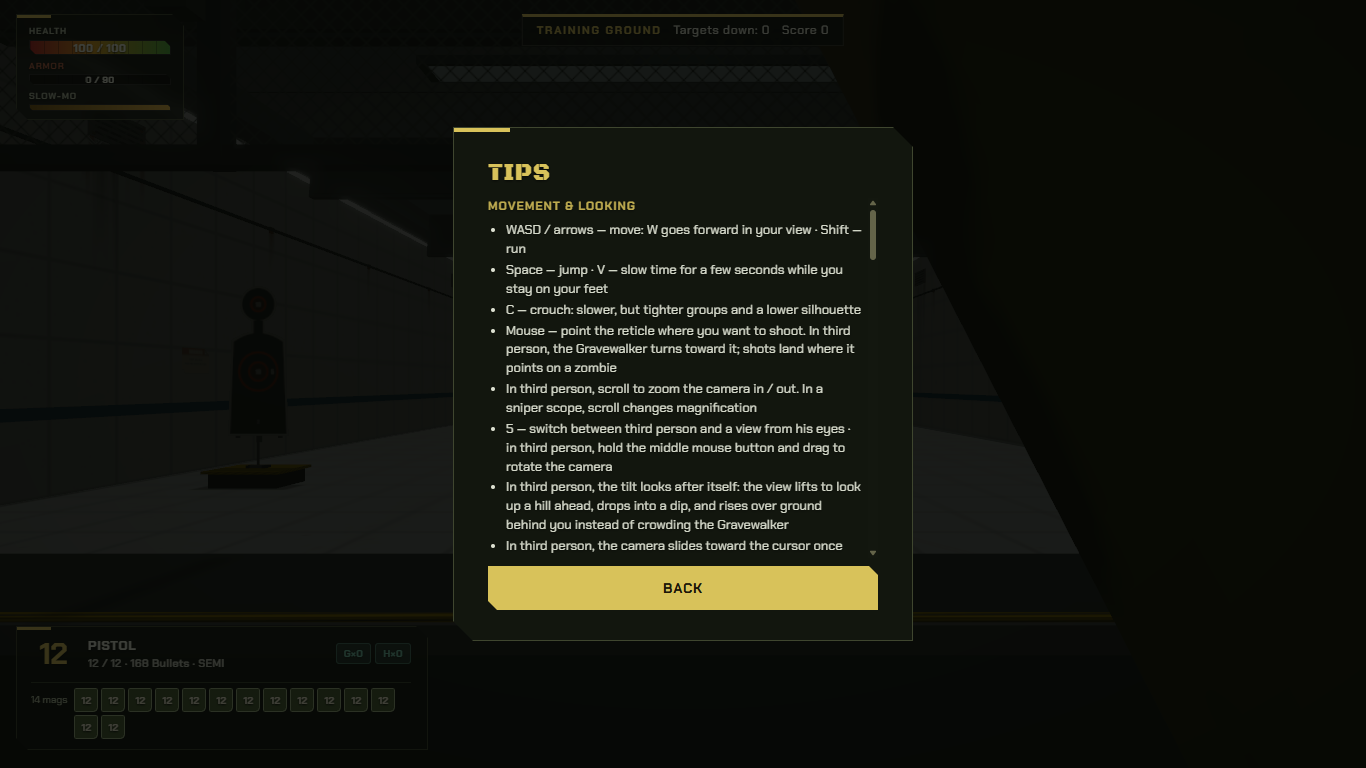 HEALTH
100 / 100
ARMOR
0 / 90
SLOW-MO
TRAINING GROUND Targets down: 0 Score 0
TIPS
MOVEMENT & LOOKING
• WASD / arrows — move: W goes forward in your view · Shift —
run
• Space — jump · V — slow time for a few seconds while you
stay on your feet
• C — crouch: slower, but tighter groups and a lower silhouette
• Mouse — point the reticle where you want to shoot. In third
person, the Gravewalker turns toward it; shots land where it
points on a zombie
• In third person, scroll to zoom the camera in / out. In a
sniper scope, scroll changes magnification
• 5 — switch between third person and a view from his eyes ·
in third person, hold the middle mouse button and drag to
rotate the camera
• In third person, the tilt looks after itself: the view lifts to look
up a hill ahead, drops into a dip, and rises over ground
behind you instead of crowding the Gravewalker
• In third person, the camera slides toward the cursor once
BACK
12 PISTOL
12 / 12 · 168 Bullets · SEMI
G×0 H×0
14 mags 12 12 12 12 12 12 12 12 12 12 12 12
12 12